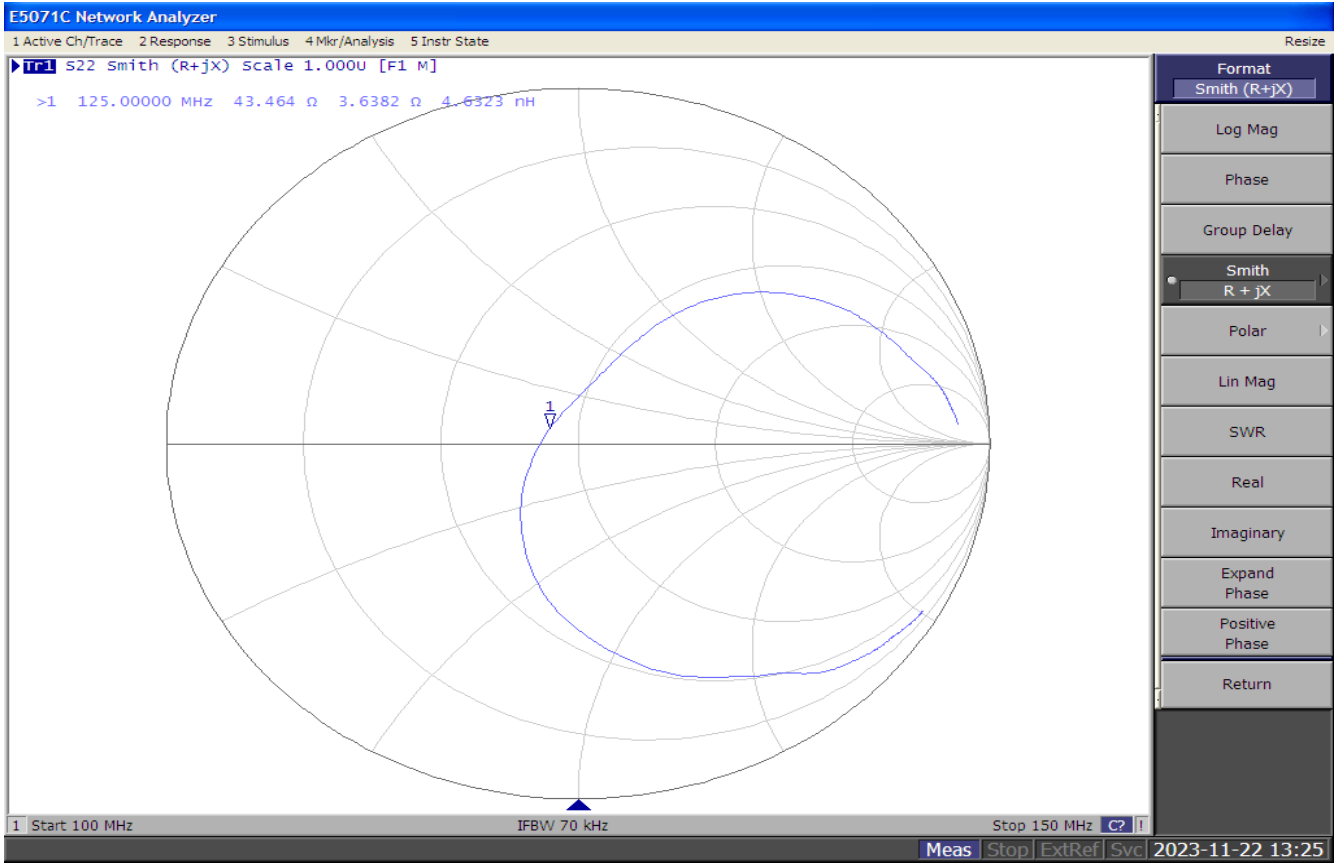 E5071C Network Analyzer
1 Active Ch/Trace 2 Response 3 Stimulus 4 Mkr/Analysis 5 Instr State Resize
Tr1 S22 Smith (R+jX) Scale 1.000U [F1 M]
>1 125.00000 MHz 43.464 Ω 3.6382 Ω 4.6323 nH
1
Format
Smith (R+jX)
Log Mag
Phase
Group Delay
Smith
R + jX
Polar
Lin Mag
SWR
Real
Imaginary
Expand
Phase
Positive
Phase
Return
1 Start 100 MHz IFBW 70 kHz Stop 150 MHz C? !
Meas Stop ExtRef Svc 2023-11-22 13:25